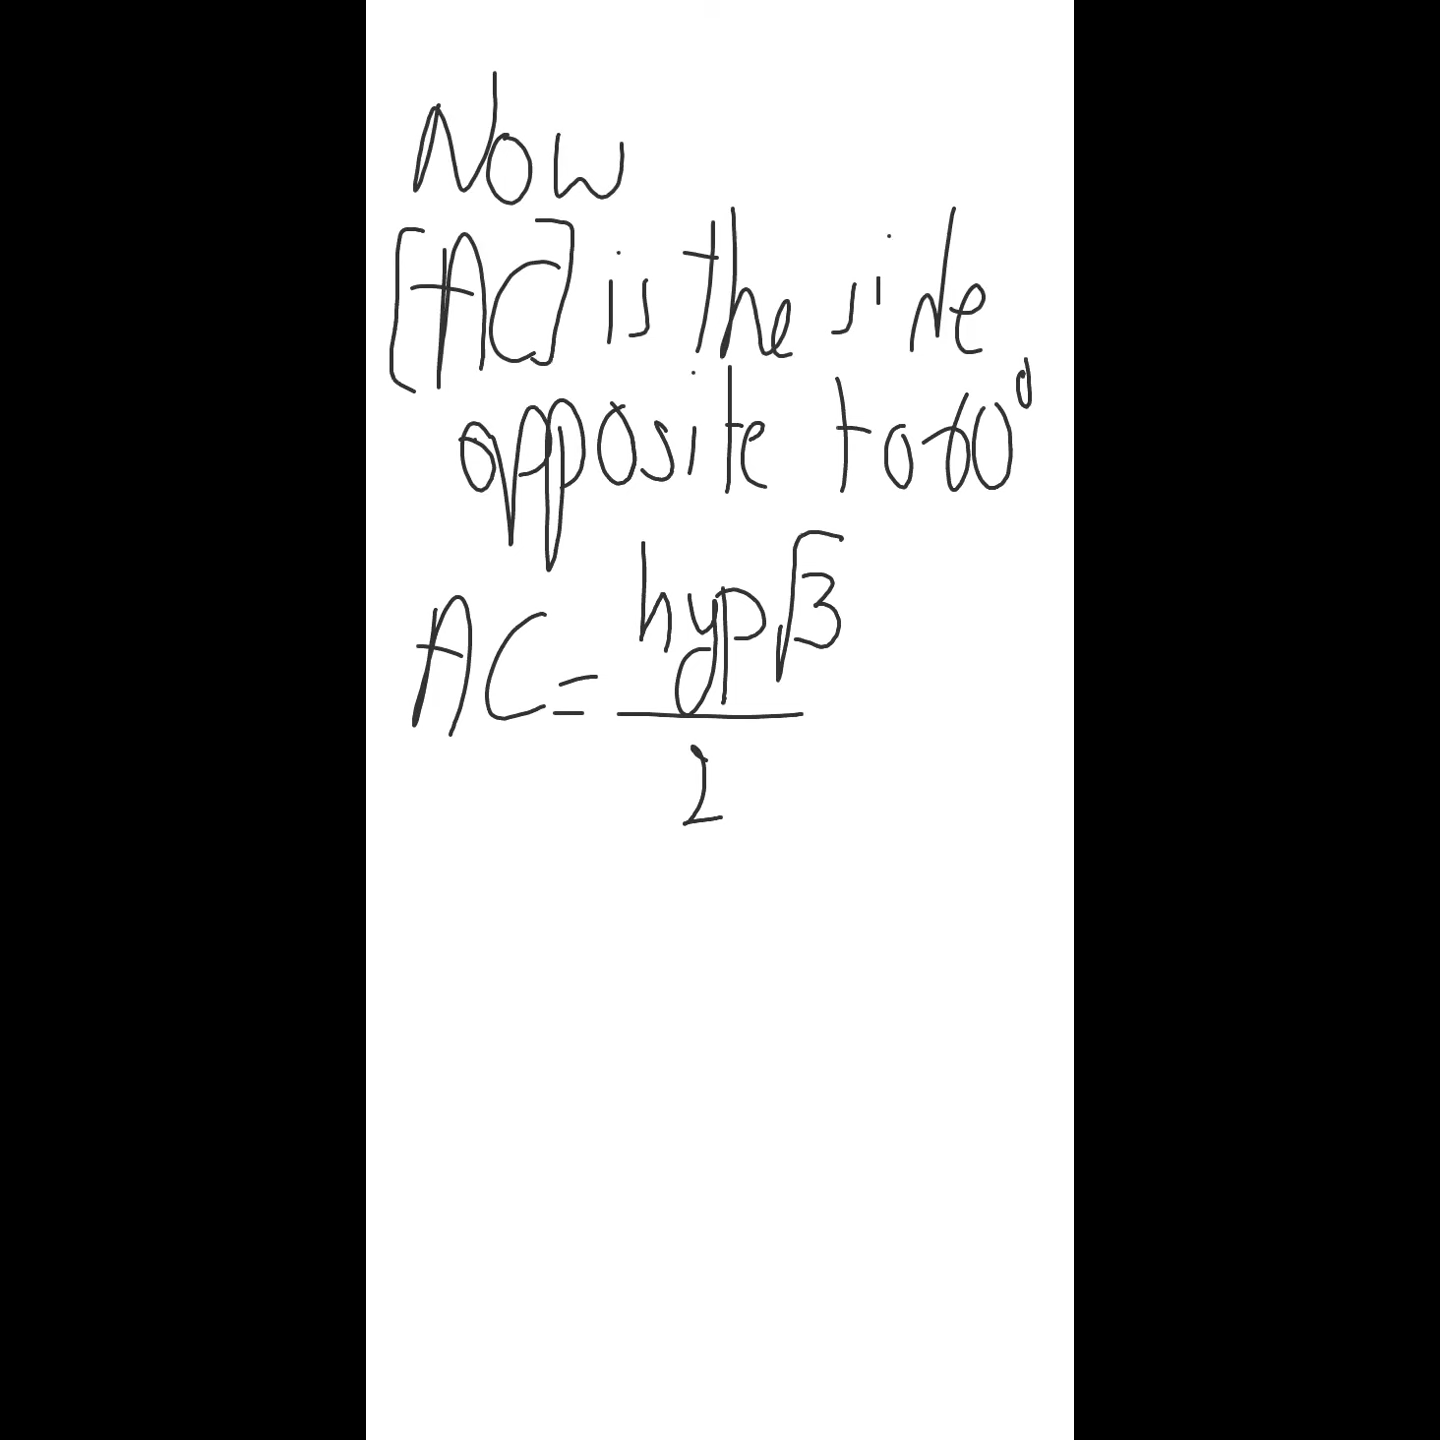 Now
[AC] is the side
opposite to 60°
AC = hyp√3
2